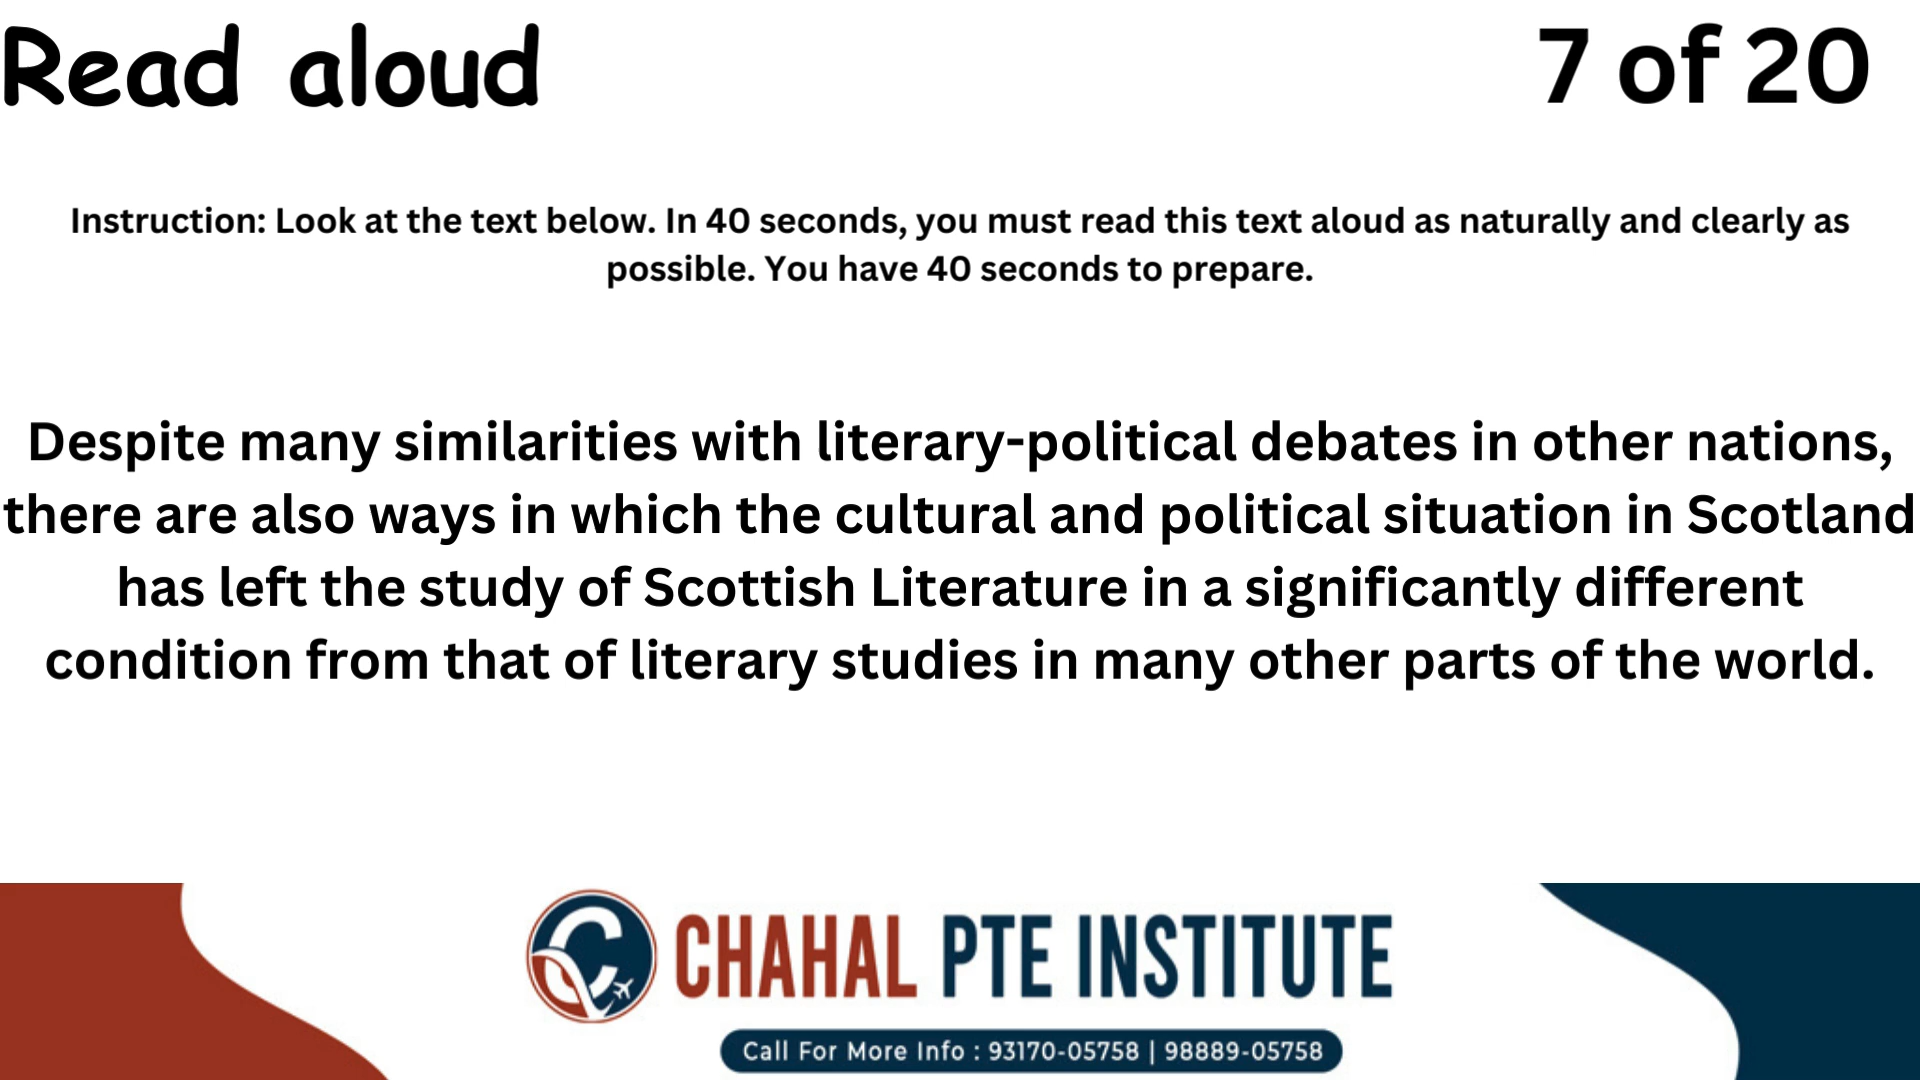 Read aloud
7 of 20
Instruction: Look at the text below. In 40 seconds, you must read this text aloud as naturally and clearly as
possible. You have 40 seconds to prepare.
Despite many similarities with literary-political debates in other nations,
there are also ways in which the cultural and political situation in Scotland
has left the study of Scottish Literature in a significantly different
condition from that of literary studies in many other parts of the world.
CHAHAL PTE INSTITUTE
Call For More Info : 93170-05758 | 98889-05758